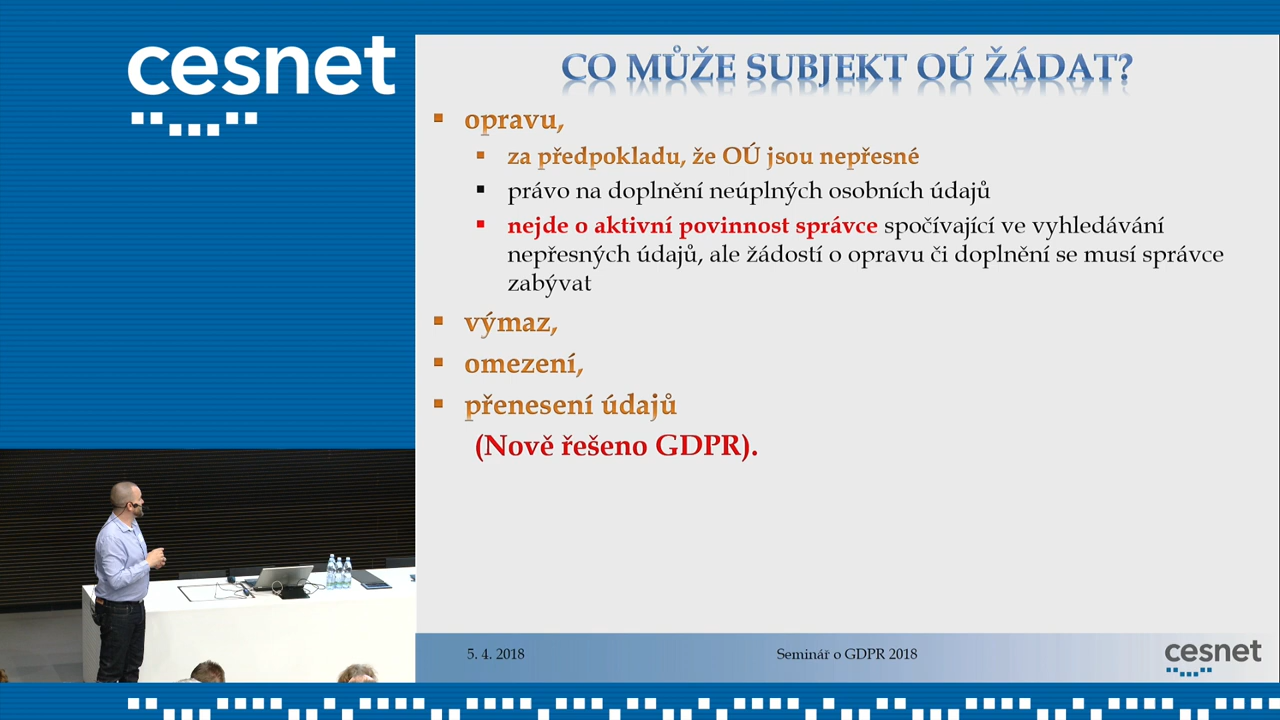 cesnet
CO MŮŽE SUBJEKT OÚ ŽÁDAT?
opravu,
za předpokladu, že OÚ jsou nepřesné
právo na doplnění neúplných osobních údajů
nejde o aktivní povinnost správce spočívající ve vyhledávání
nepřesných údajů, ale žádostí o opravu či doplnění se musí správce
zabývat
výmaz,
omezení,
přenesení údajů
(Nově řešeno GDPR).
5. 4. 2018
Seminář o GDPR 2018
cesnet